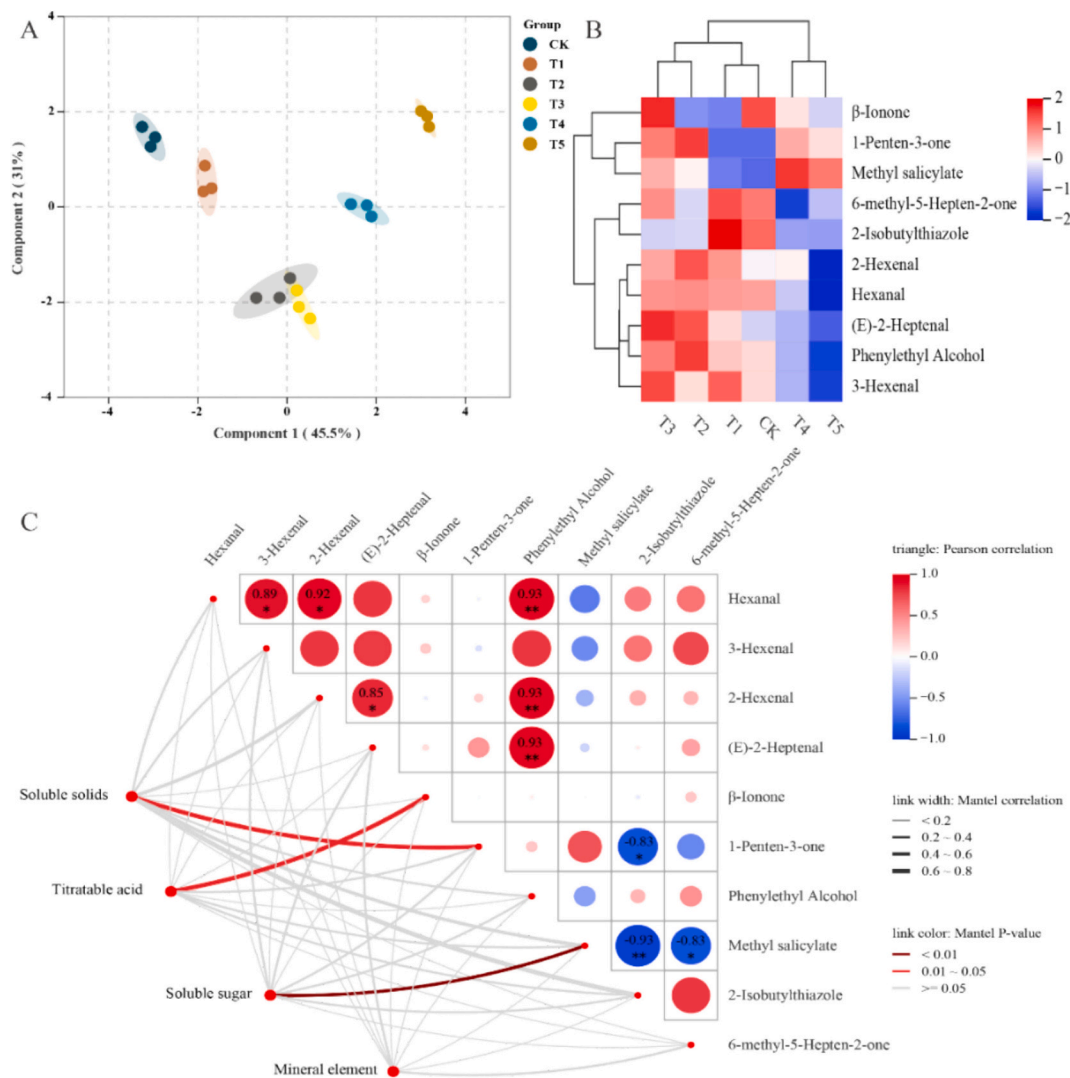 A
Group
CK
T1
T2
T3
T4
T5
4
2
0
-2
-4
-4
-2
0
2
4
Component 2 ( 31% )
Component 1 ( 45.5% )
B
β-Ionone
1-Penten-3-one
Methyl salicylate
6-methyl-5-Hepten-2-one
2-Isobutylthiazole
2-Hexenal
Hexanal
(E)-2-Heptenal
Phenylethyl Alcohol
3-Hexenal
T3
T2
T1
CK
T4
T5
2
1
0
-1
-2
C
Hexanal
3-Hexenal
2-Hexenal
(E)-2-Heptenal
β-Ionone
1-Penten-3-one
Phenylethyl Alcohol
Methyl salicylate
2-Isobutylthiazole
6-methyl-5-Hepten-2-one
0.89
*
0.92
*
0.93
**
Hexanal
3-Hexenal
0.85
*
0.93
**
2-Hexenal
0.93
**
(E)-2-Heptenal
β-Ionone
-0.83
*
1-Penten-3-one
Phenylethyl Alcohol
-0.93
**
-0.83
*
Methyl salicylate
2-Isobutylthiazole
6-methyl-5-Hepten-2-one
Soluble solids
Titratable acid
Soluble sugar
Mineral element
triangle: Pearson correlation
1.0
0.5
0.0
-0.5
-1.0
link width: Mantel correlation
< 0.2
0.2 ~ 0.4
0.4 ~ 0.6
0.6 ~ 0.8
link color: Mantel P-value
< 0.01
0.01 ~ 0.05
>= 0.05